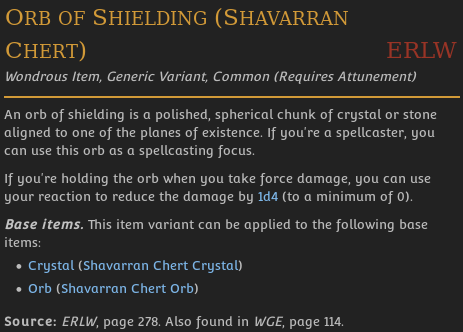 ORB OF SHIELDING (SHAVARRAN
CHERT) ERLW
Wondrous Item, Generic Variant, Common (Requires Attunement)
An orb of shielding is a polished, spherical chunk of crystal or stone
aligned to one of the planes of existence. If you're a spellcaster, you
can use this orb as a spellcasting focus.
If you're holding the orb when you take force damage, you can use
your reaction to reduce the damage by 1d4 (to a minimum of 0).
Base items. This item variant can be applied to the following base
items:
• Crystal (Shavarran Chert Crystal)
• Orb (Shavarran Chert Orb)
Source: ERLW, page 278. Also found in WGE, page 114.